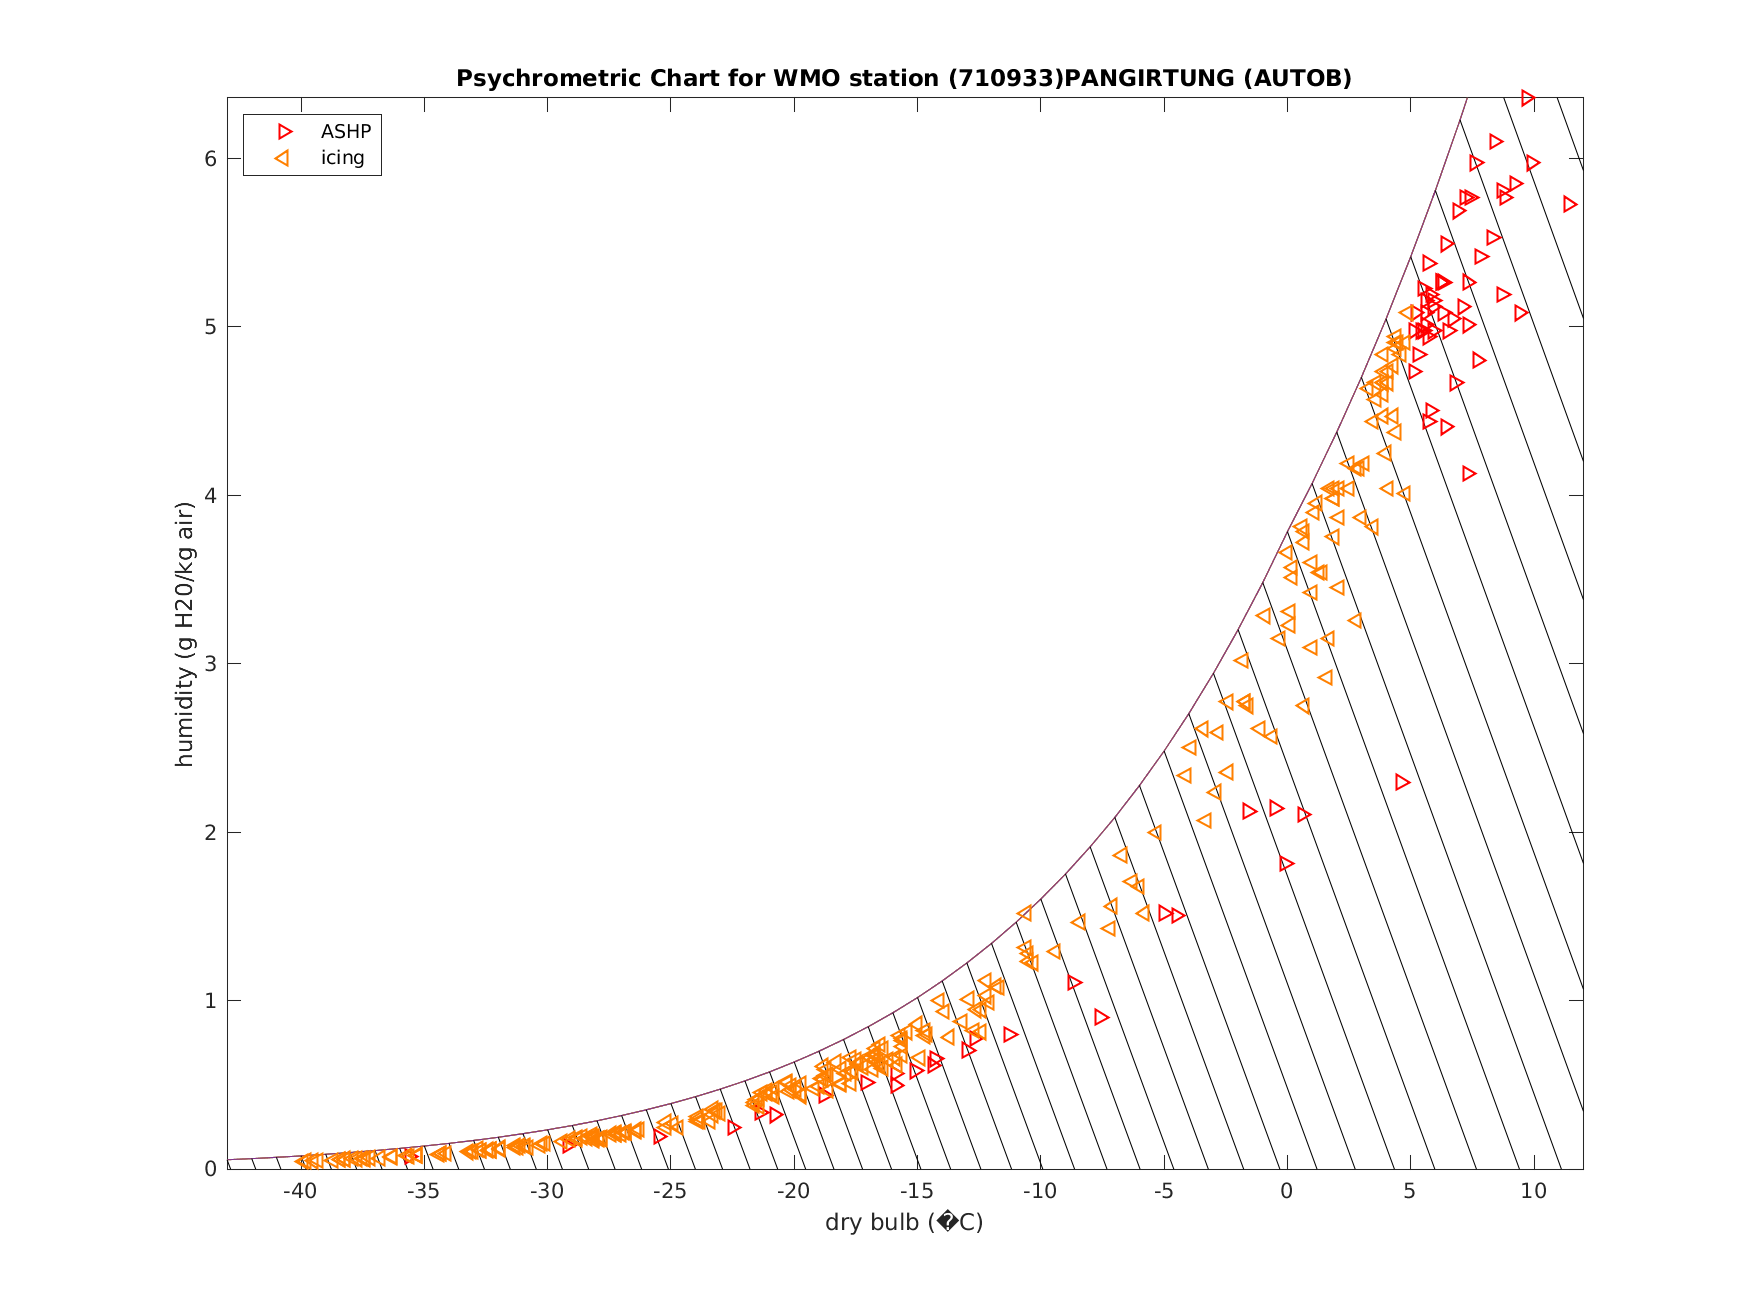 Psychrometric Chart for WMO station (710933)PANGIRTUNG (AUTOB)
ASHP
icing
humidity (g H20/kg air)
6
5
4
3
2
1
0
-40 -35 -30 -25 -20 -15 -10 -5 0 5 10
dry bulb (�C)